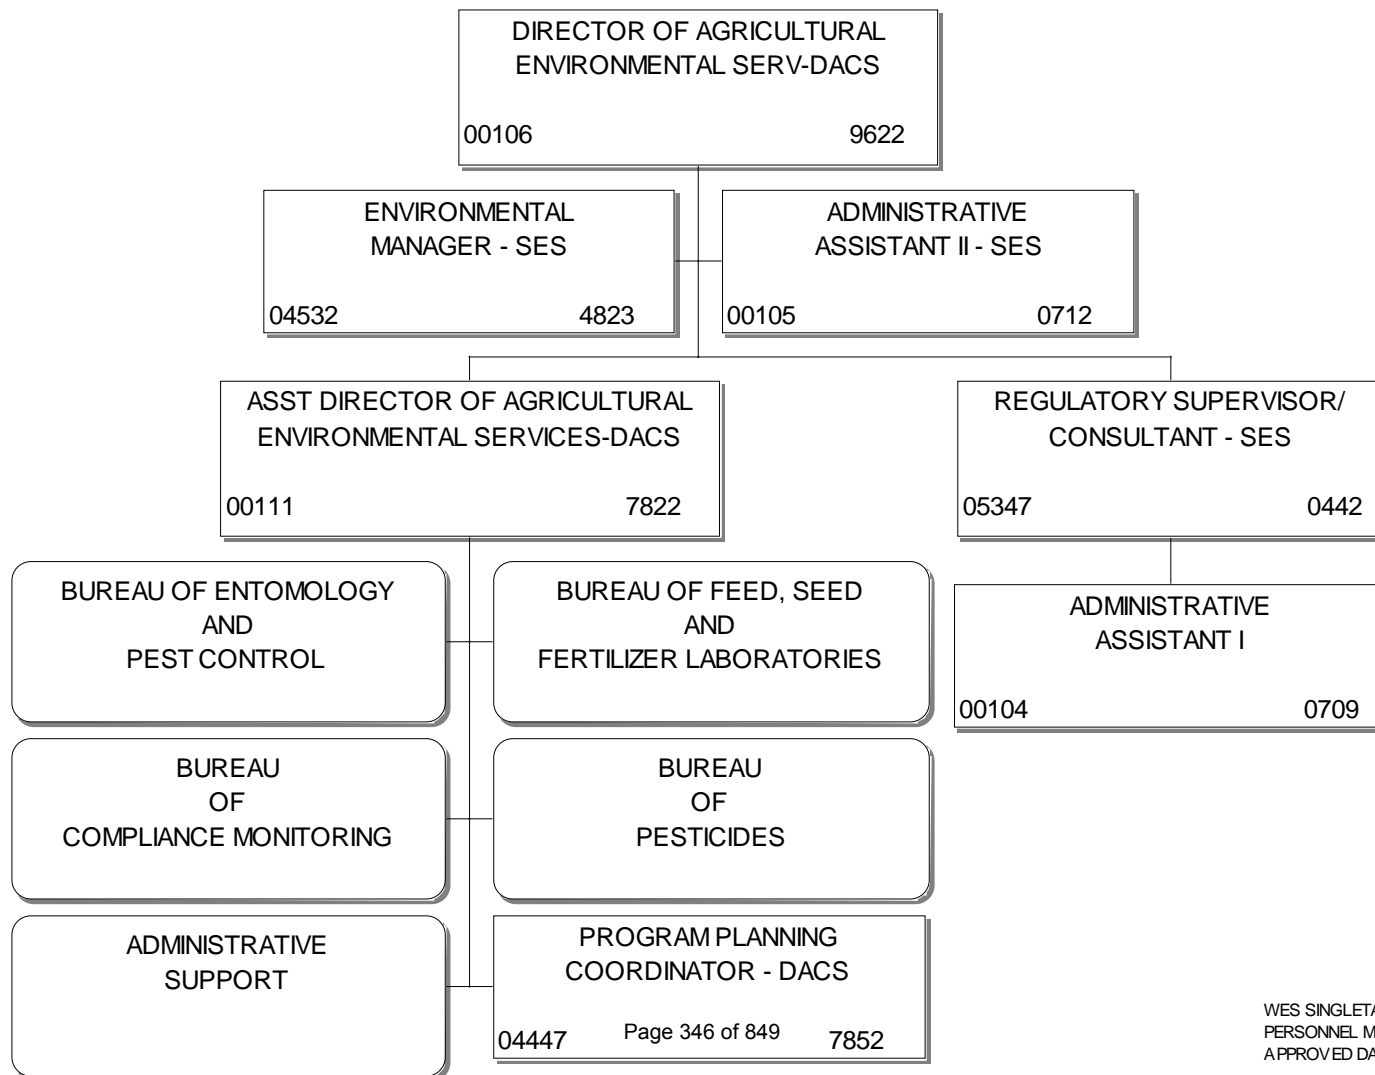 DIRECTOR OF AGRICULTURAL
ENVIRONMENTAL SERV-DACS
00106 9622
ENVIRONMENTAL
MANAGER - SES
04532 4823
ADMINISTRATIVE
ASSISTANT II - SES
00105 0712
ASST DIRECTOR OF AGRICULTURAL
ENVIRONMENTAL SERVICES-DACS
00111 7822
REGULATORY SUPERVISOR/
CONSULTANT - SES
05347 0442
BUREAU OF ENTOMOLOGY
AND
PEST CONTROL
BUREAU OF FEED, SEED
AND
FERTILIZER LABORATORIES
ADMINISTRATIVE
ASSISTANT I
00104 0709
BUREAU
OF
COMPLIANCE MONITORING
BUREAU
OF
PESTICIDES
ADMINISTRATIVE
SUPPORT
PROGRAM PLANNING
COORDINATOR - DACS
04447 Page 346 of 849 7852
WES
PERSONNEL
APPROVED